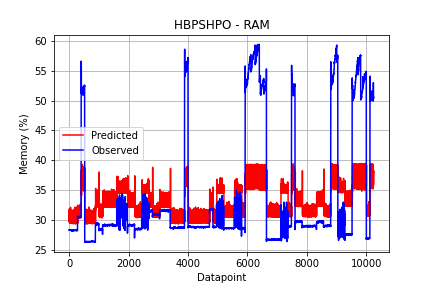 HBPSHPO - RAM
60
55
50
45
40
35
30
25
Memory (%)
Predicted
Observed
0
2000
4000
6000
8000
10000
Datapoint